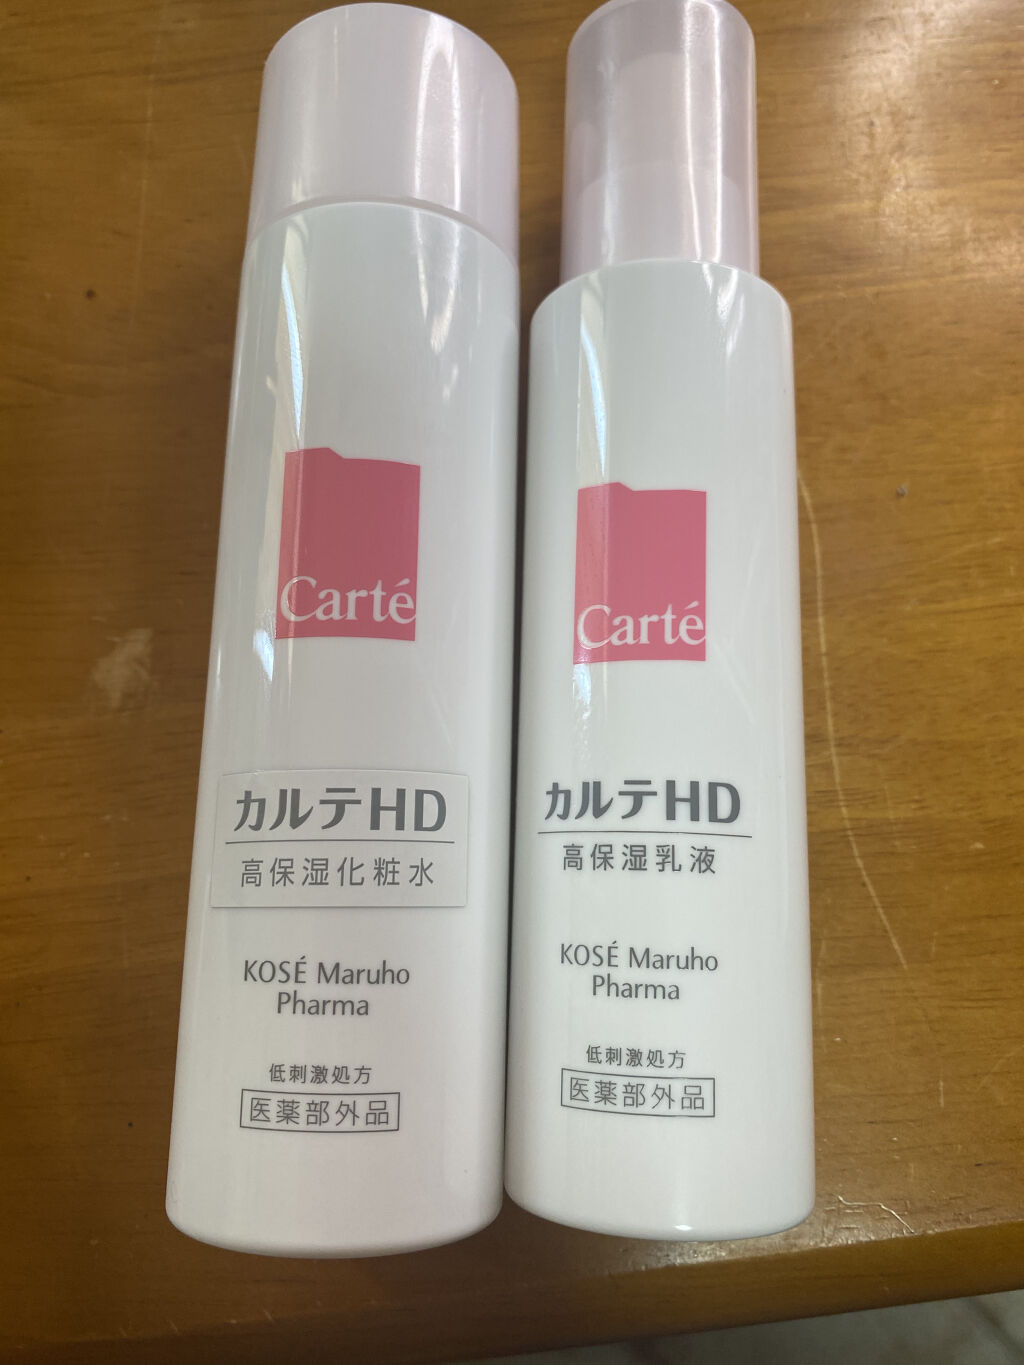 Carté
カルテHD
高保湿化粧水
KOSÉ Maruho
Pharma
低刺激処方
医薬部外品
Carté
カルテHD
高保湿乳液
KOSÉ Maruho
Pharma
低刺激処方
医薬部外品